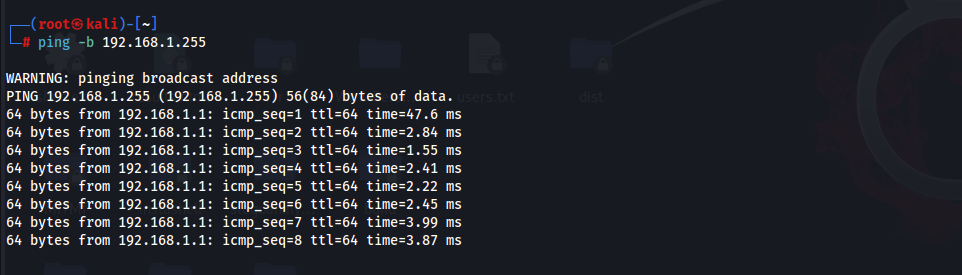 ┌──(root㉿kali)-[~]
└─# ping -b 192.168.1.255
WARNING: pinging broadcast address
PING 192.168.1.255 (192.168.1.255) 56(84) bytes of data.
users.txt
dist
64 bytes from 192.168.1.1: icmp_seq=1 ttl=64 time=47.6 ms
64 bytes from 192.168.1.1: icmp_seq=2 ttl=64 time=2.84 ms
64 bytes from 192.168.1.1: icmp_seq=3 ttl=64 time=1.55 ms
64 bytes from 192.168.1.1: icmp_seq=4 ttl=64 time=2.41 ms
64 bytes from 192.168.1.1: icmp_seq=5 ttl=64 time=2.22 ms
64 bytes from 192.168.1.1: icmp_seq=6 ttl=64 time=2.45 ms
64 bytes from 192.168.1.1: icmp_seq=7 ttl=64 time=3.99 ms
64 bytes from 192.168.1.1: icmp_seq=8 ttl=64 time=3.87 ms